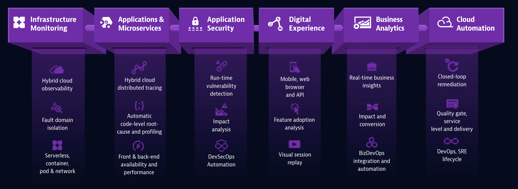 Infrastructure
Monitoring
Applications &
Microservices
Application
Security
Digital
Experience
Business
Analytics
Cloud
Automation
Hybrid cloud
observability
Fault domain
isolation
Serverless,
container,
pod & network
Hybrid cloud
distributed tracing
Automatic
code-level root-
cause and profiling
Front & back-end
availability and
performance
Run-time
vulnerability
detection
Impact
analysis
DevSecOps
Automation
Mobile, web
browser
and API
Feature adoption
analysis
Visual session
replay
Real-time business
insights
Impact and
conversion
BizDevOps
integration and
automation
Closed-loop
remediation
Quality gate,
service
level and delivery
DevOps, SRE
lifecycle